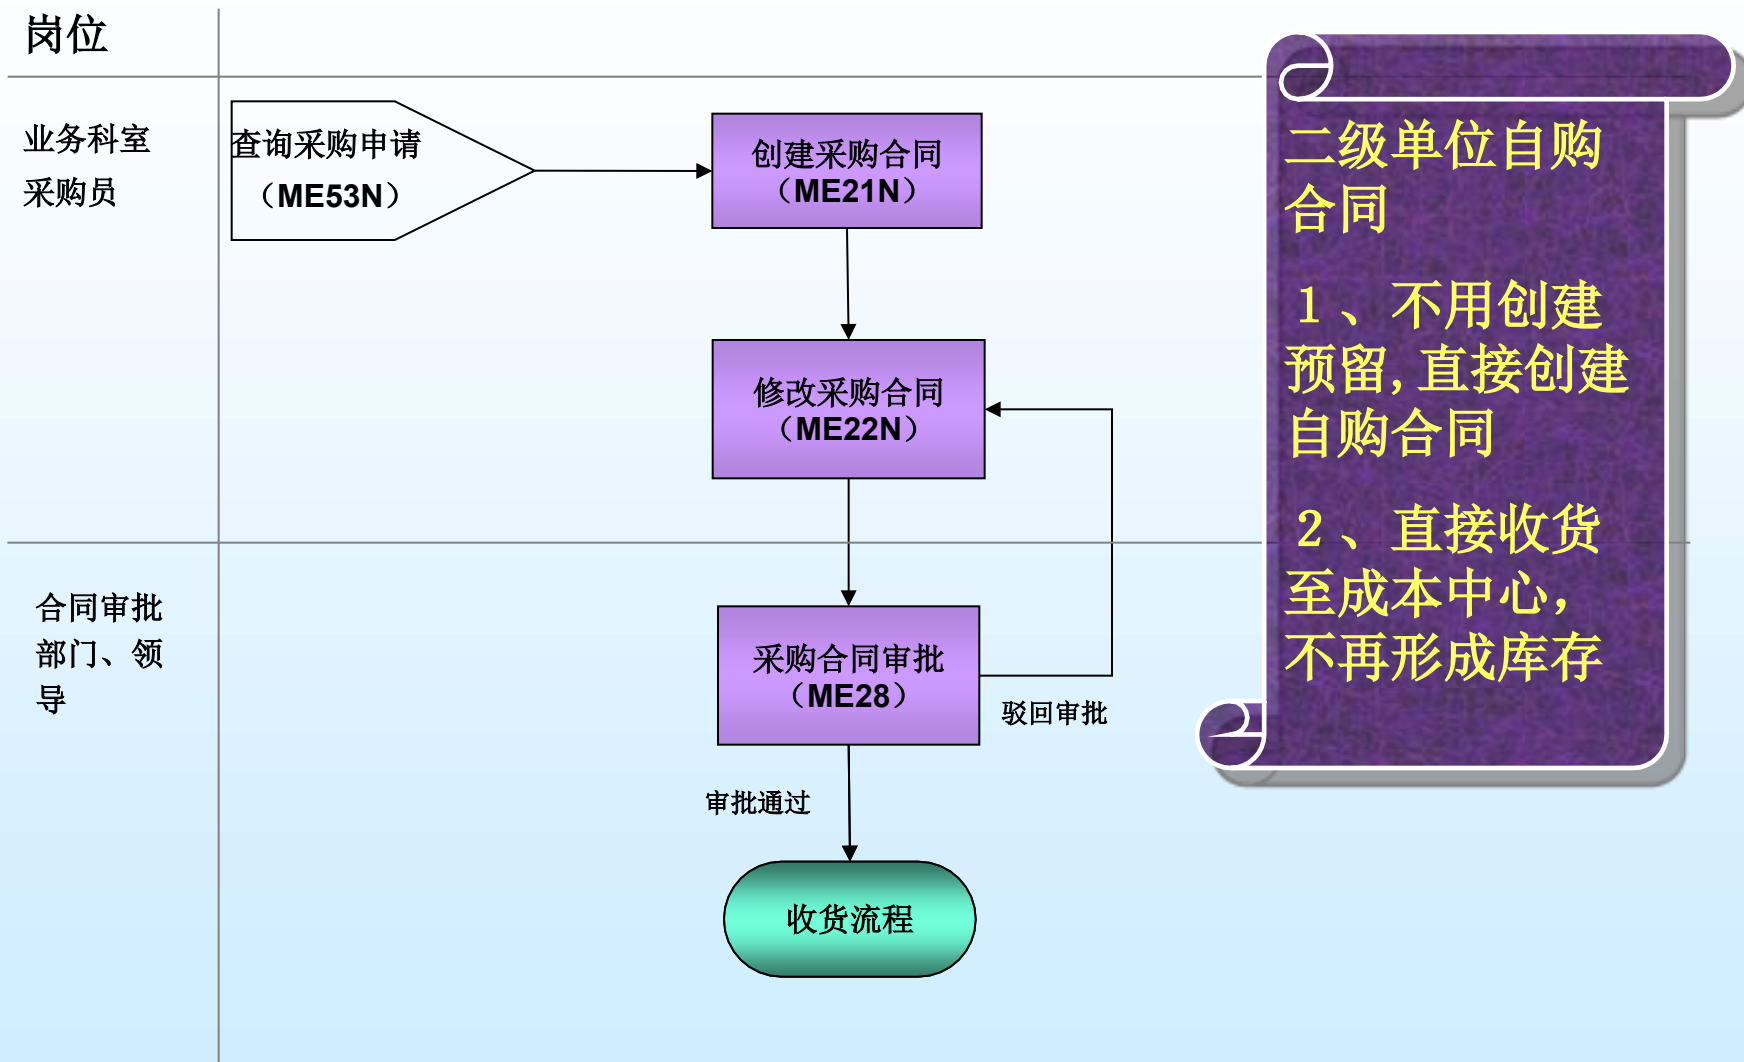 岗位
业务科室
采购员
查询采购申请
（ME53N）
创建采购合同
（ME21N）
修改采购合同
（ME22N）
合同审批
部门、领
导
采购合同审批
（ME28）
驳回审批
审批通过
收货流程
二级单位自购
合同
１、不用创建
预留,直接创建
自购合同
２、直接收货
至成本中心，
不再形成库存